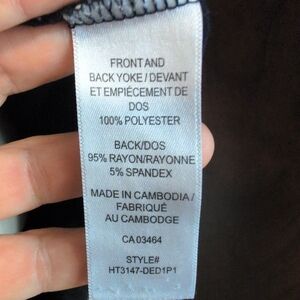 FRONT AND
BACK YOKE / DEVANT
ET EMPIÉCEMENT DE
DOS
100% POLYESTER
BACK/DOS
95% RAYON/RAYONNE
5% SPANDEX
MADE IN CAMBODIA /
FABRIQUÉ
AU CAMBODGE
CA 03464
STYLE#
HT3147-DED1P1